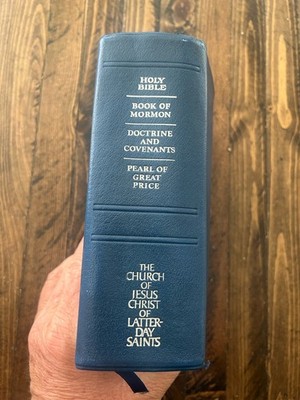 HOLY
BIBLE
BOOK OF
MORMON
DOCTRINE
AND
COVENANTS
PEARL OF
GREAT
PRICE
THE
CHURCH
OF
JESUS
CHRIST
OF
LATTER-
DAY
SAINTS